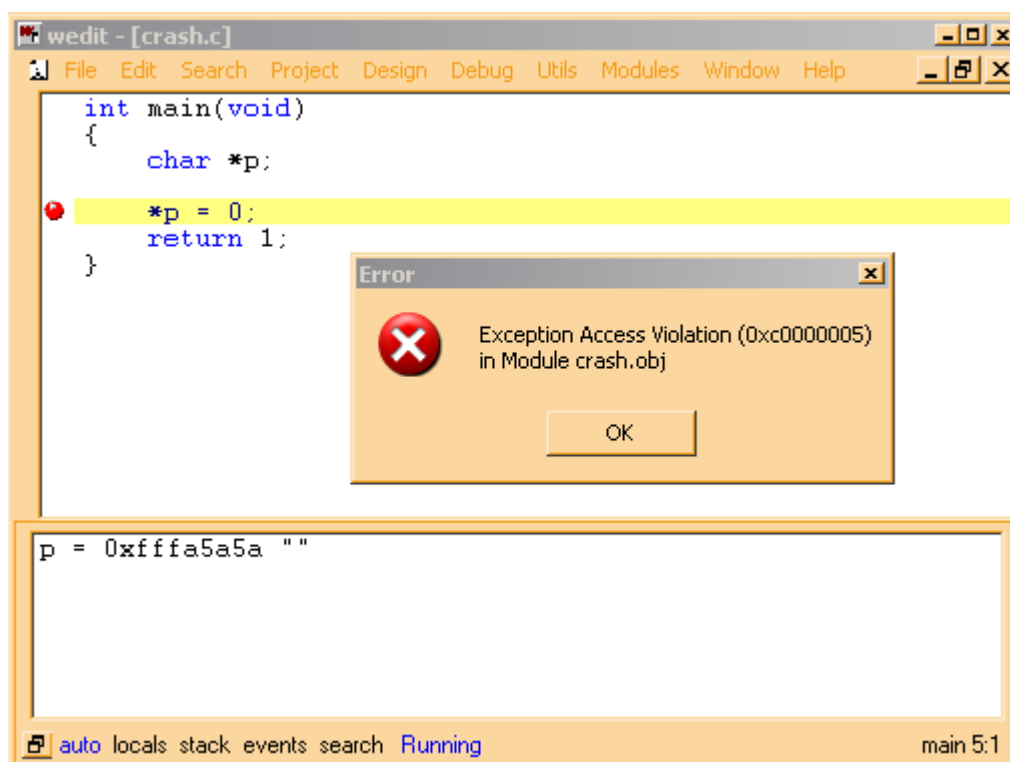 wedit - [crash.c]
File Edit Search Project Design Debug Utils Modules Window Help
int main(void)
{
char *p;
*p = 0;
return 1;
}
Error
Exception Access Violation (0xc0000005)
in Module crash.obj
OK
p = 0xfffa5a5a ""
auto locals stack events search Running main 5:1